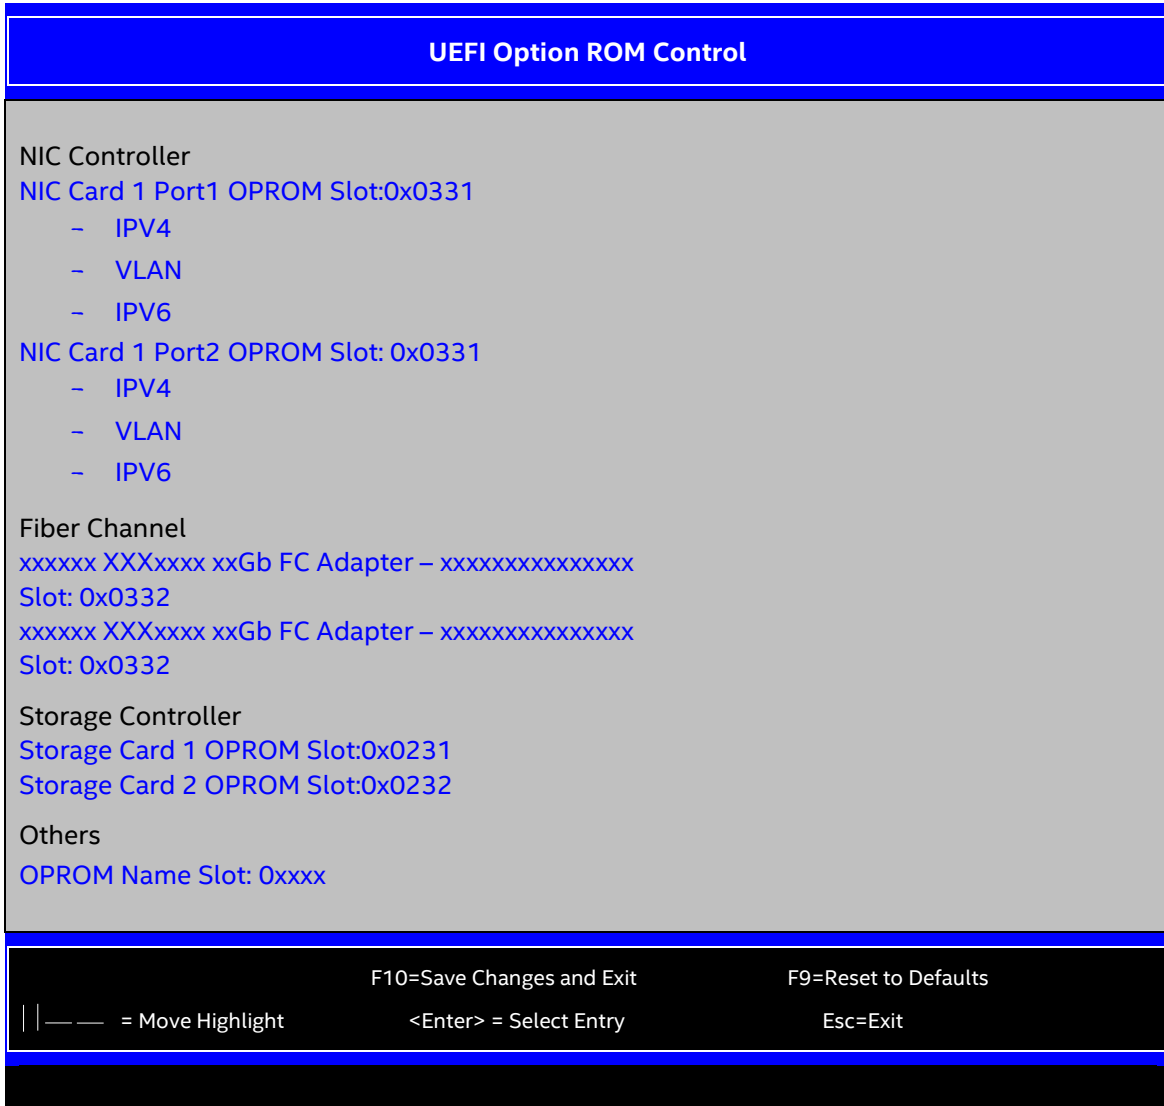 UEFI Option ROM Control
NIC Controller
NIC Card 1 Port1 OPROM Slot:0x0331
¬ IPV4
¬ VLAN
¬ IPV6
NIC Card 1 Port2 OPROM Slot: 0x0331
¬ IPV4
¬ VLAN
¬ IPV6
Fiber Channel
xxxxxx XXXxxxx xxGb FC Adapter – xxxxxxxxxxxxxxx
Slot: 0x0332
xxxxxx XXXxxxx xxGb FC Adapter – xxxxxxxxxxxxxxx
Slot: 0x0332
Storage Controller
Storage Card 1 OPROM Slot:0x0231
Storage Card 2 OPROM Slot:0x0232
Others
OPROM Name Slot: 0xxxx
F10=Save Changes and Exit F9=Reset to Defaults
││── = Move Highlight <Enter> = Select Entry Esc=Exit